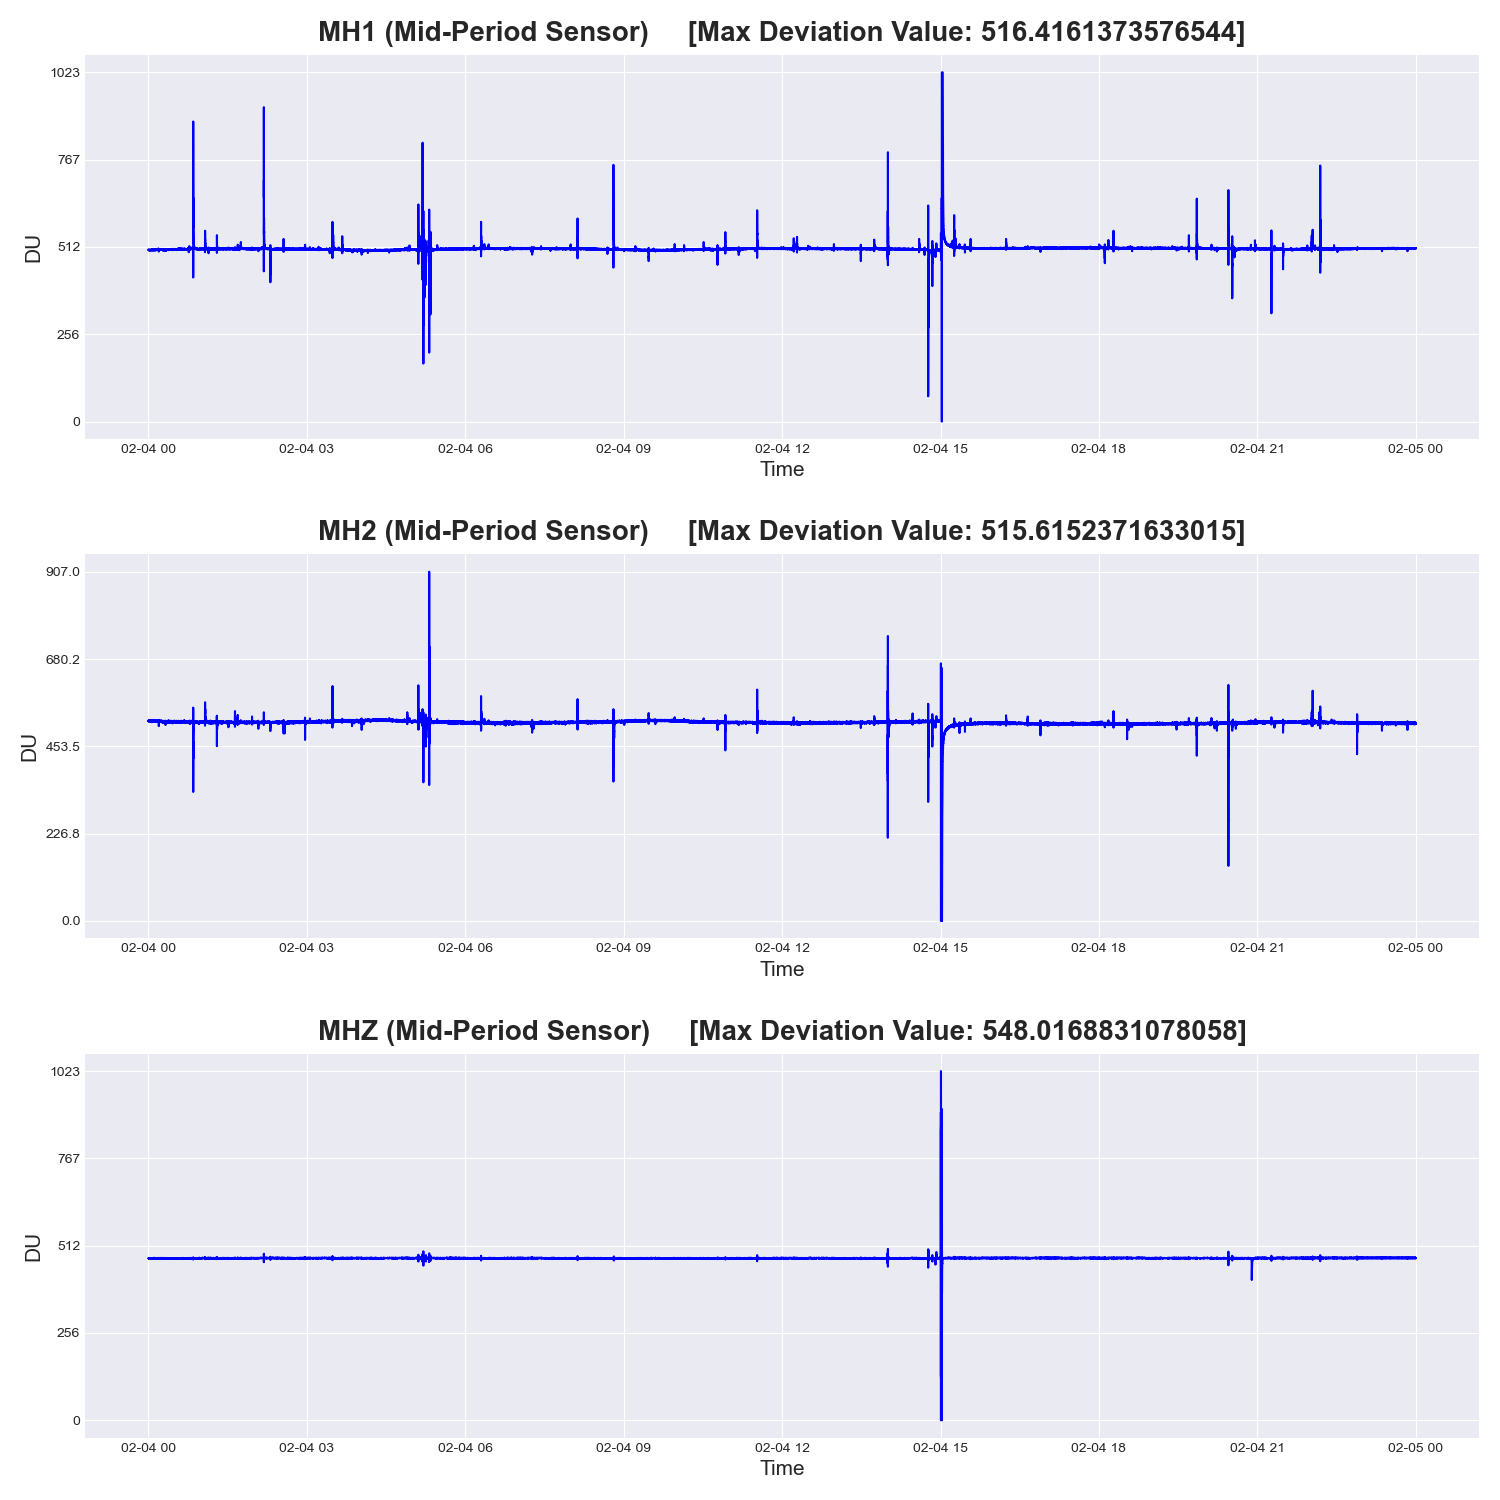 MH1 (Mid-Period Sensor) [Max Deviation Value: 516.4161373576544]
1023
767
512
256
0
DU
02-04 00 02-04 03 02-04 06 02-04 09 02-04 12 02-04 15 02-04 18 02-04 21 02-05 00
Time
MH2 (Mid-Period Sensor) [Max Deviation Value: 515.6152371633015]
907.0
680.2
453.5
226.8
0.0
DU
02-04 00 02-04 03 02-04 06 02-04 09 02-04 12 02-04 15 02-04 18 02-04 21 02-05 00
Time
MHZ (Mid-Period Sensor) [Max Deviation Value: 548.0168831078058]
1023
767
512
256
0
DU
02-04 00 02-04 03 02-04 06 02-04 09 02-04 12 02-04 15 02-04 18 02-04 21 02-05 00
Time